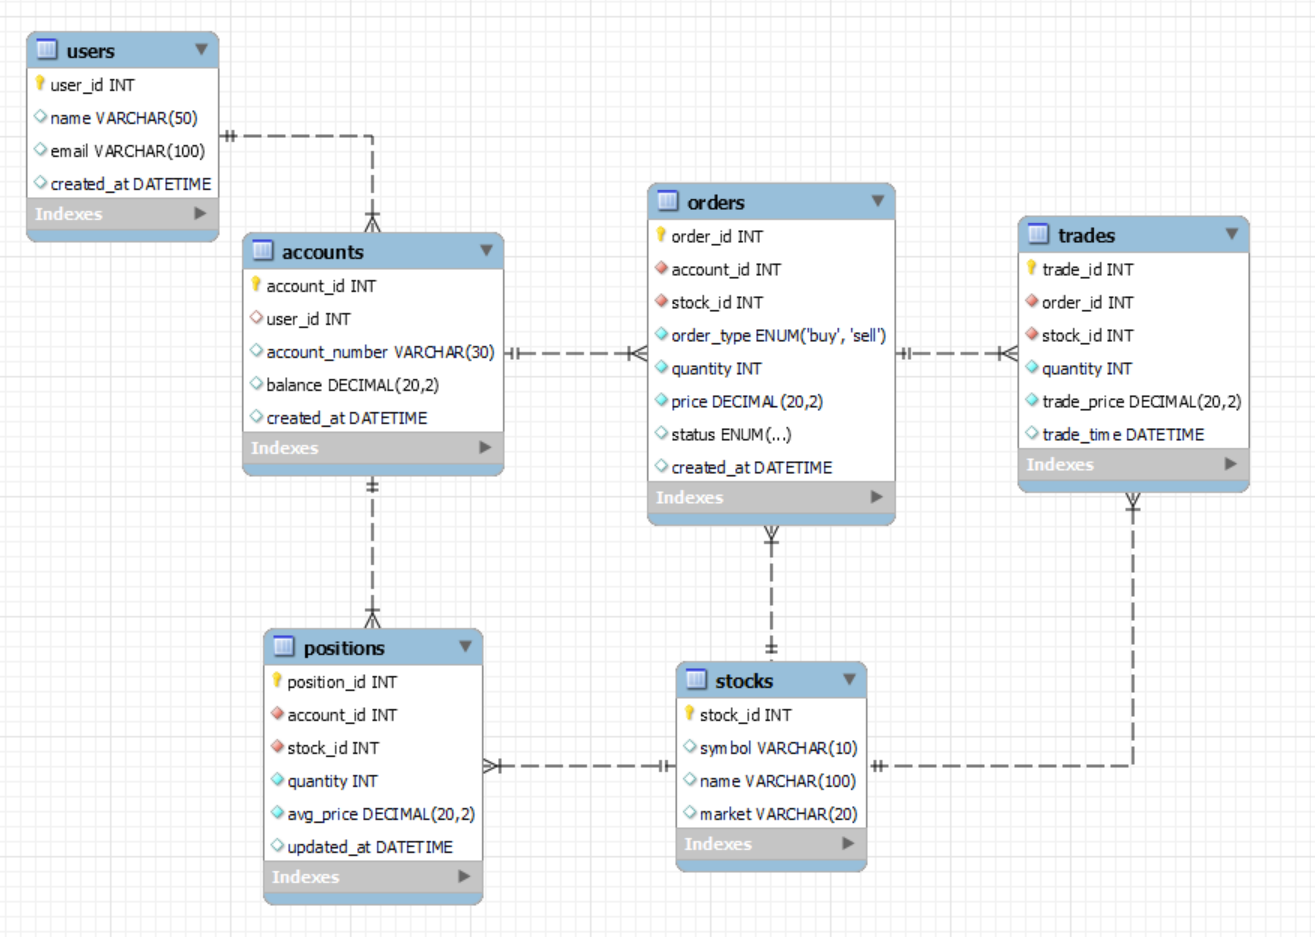 users
user_id INT
name VARCHAR(50)
email VARCHAR(100)
created_at DATETIME
Indexes
accounts
account_id INT
user_id INT
account_number VARCHAR(30)
balance DECIMAL(20,2)
created_at DATETIME
Indexes
orders
order_id INT
account_id INT
stock_id INT
order_type ENUM('buy', 'sell')
quantity INT
price DECIMAL(20,2)
status ENUM(...)
created_at DATETIME
Indexes
trades
trade_id INT
order_id INT
stock_id INT
quantity INT
trade_price DECIMAL(20,2)
trade_time DATETIME
Indexes
positions
position_id INT
account_id INT
stock_id INT
quantity INT
avg_price DECIMAL(20,2)
updated_at DATETIME
Indexes
stocks
stock_id INT
symbol VARCHAR(10)
name VARCHAR(100)
market VARCHAR(20)
Indexes